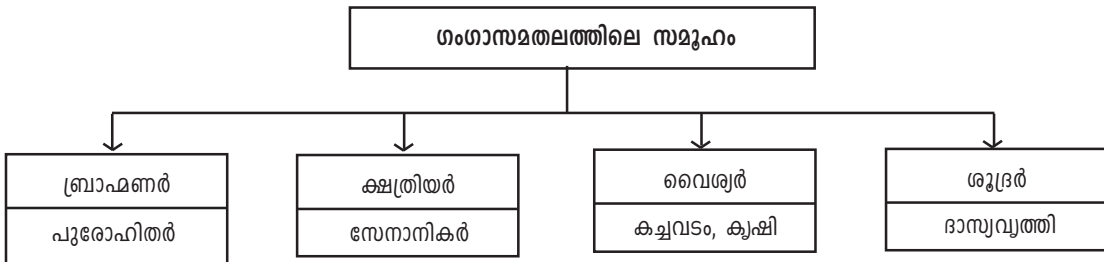 ഗംഗാസമതലത്തിലെ സമൂഹം
ബ്രാഹ്മണർ
പുരോഹിതർ
ക്ഷത്രിയർ
സേനാനികർ
വൈശ്യർ
കച്ചവടം, കൃഷി
ശൂദ്രർ
ദാസ്യവൃത്തി